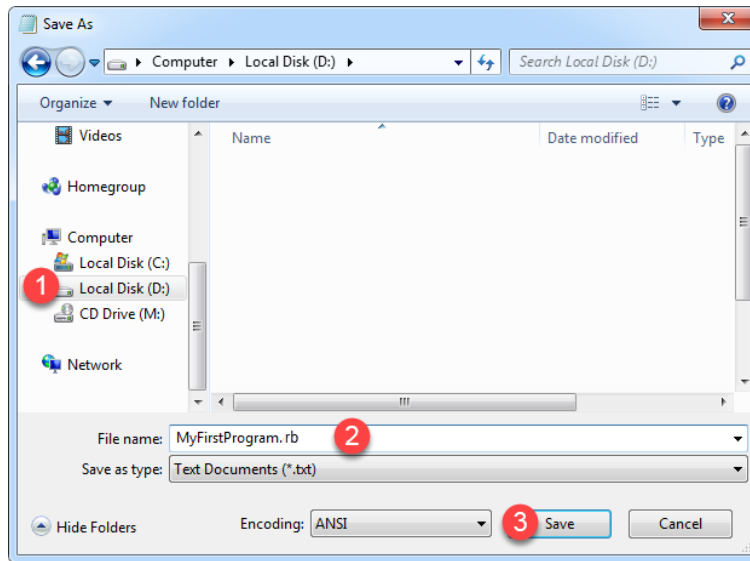 Save As
Computer Local Disk (D:)
Search Local Disk (D:)
Organize New folder
Name Date modified Type
Videos
Homegroup
Computer
Local Disk (C:)
1 Local Disk (D:)
CD Drive (M:)
Network
File name: MyFirstProgram.rb 2
Save as type: Text Documents (*.txt)
Hide Folders Encoding: ANSI 3 Save Cancel